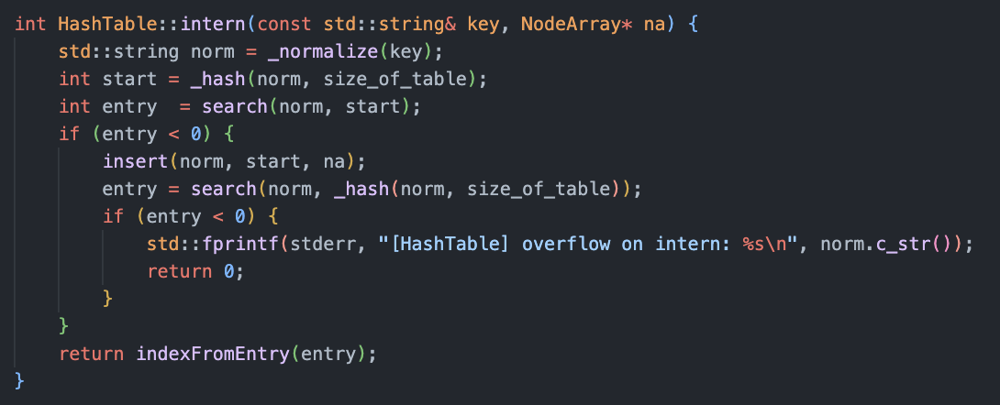 int HashTable::intern(const std::string& key, NodeArray* na) {
    std::string norm = _normalize(key);
    int start = _hash(norm, size_of_table);
    int entry  = search(norm, start);
    if (entry < 0) {
        insert(norm, start, na);
        entry = search(norm, _hash(norm, size_of_table));
        if (entry < 0) {
            std::fprintf(stderr, "[HashTable] overflow on intern: %s\n", norm.c_str());
            return 0;
        }
    }
    return indexFromEntry(entry);
}